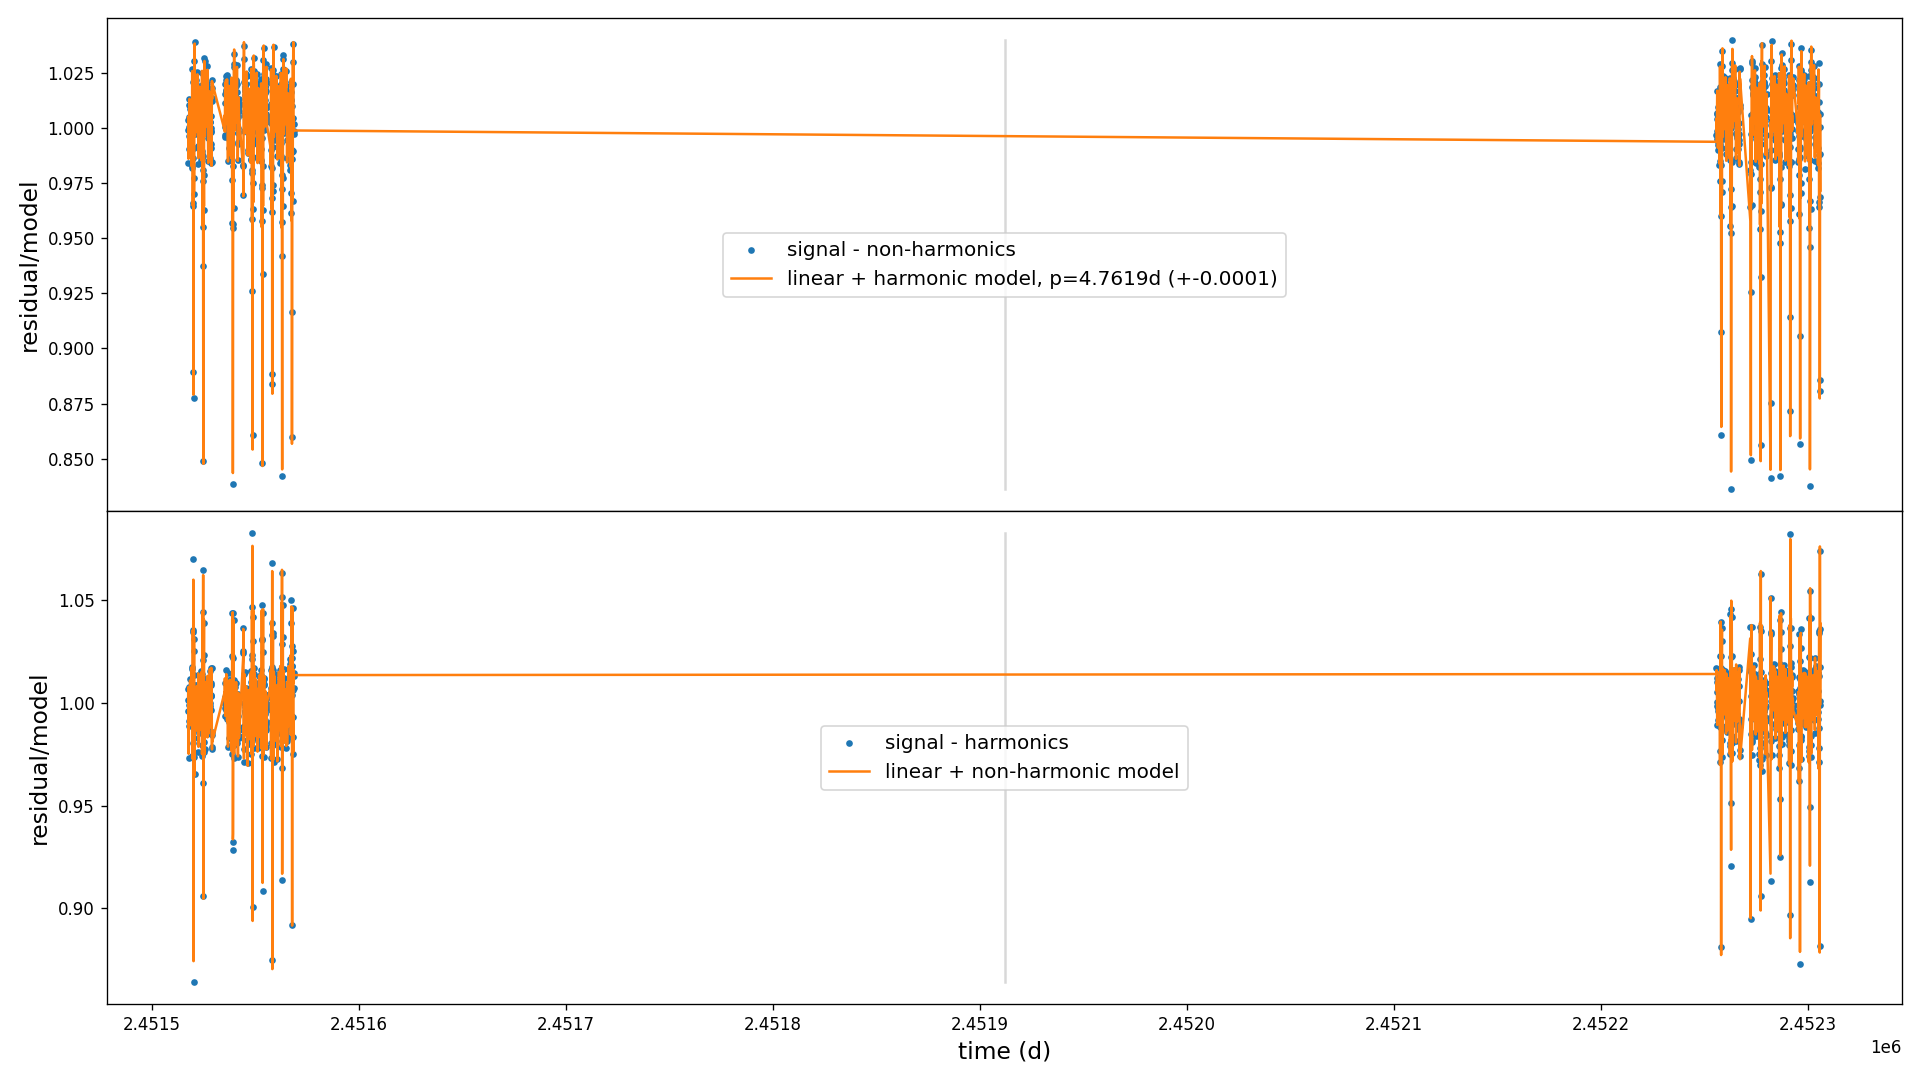 1.025
1.000
0.975
0.950
0.925
0.900
0.875
0.850
residual/model
signal - non-harmonics
linear + harmonic model, p=4.7619d (+-0.0001)
1.05
1.00
0.95
0.90
residual/model
signal - harmonics
linear + non-harmonic model
2.4515 2.4516 2.4517 2.4518 2.4519 2.4520 2.4521 2.4522 2.4523
1e6
time (d)